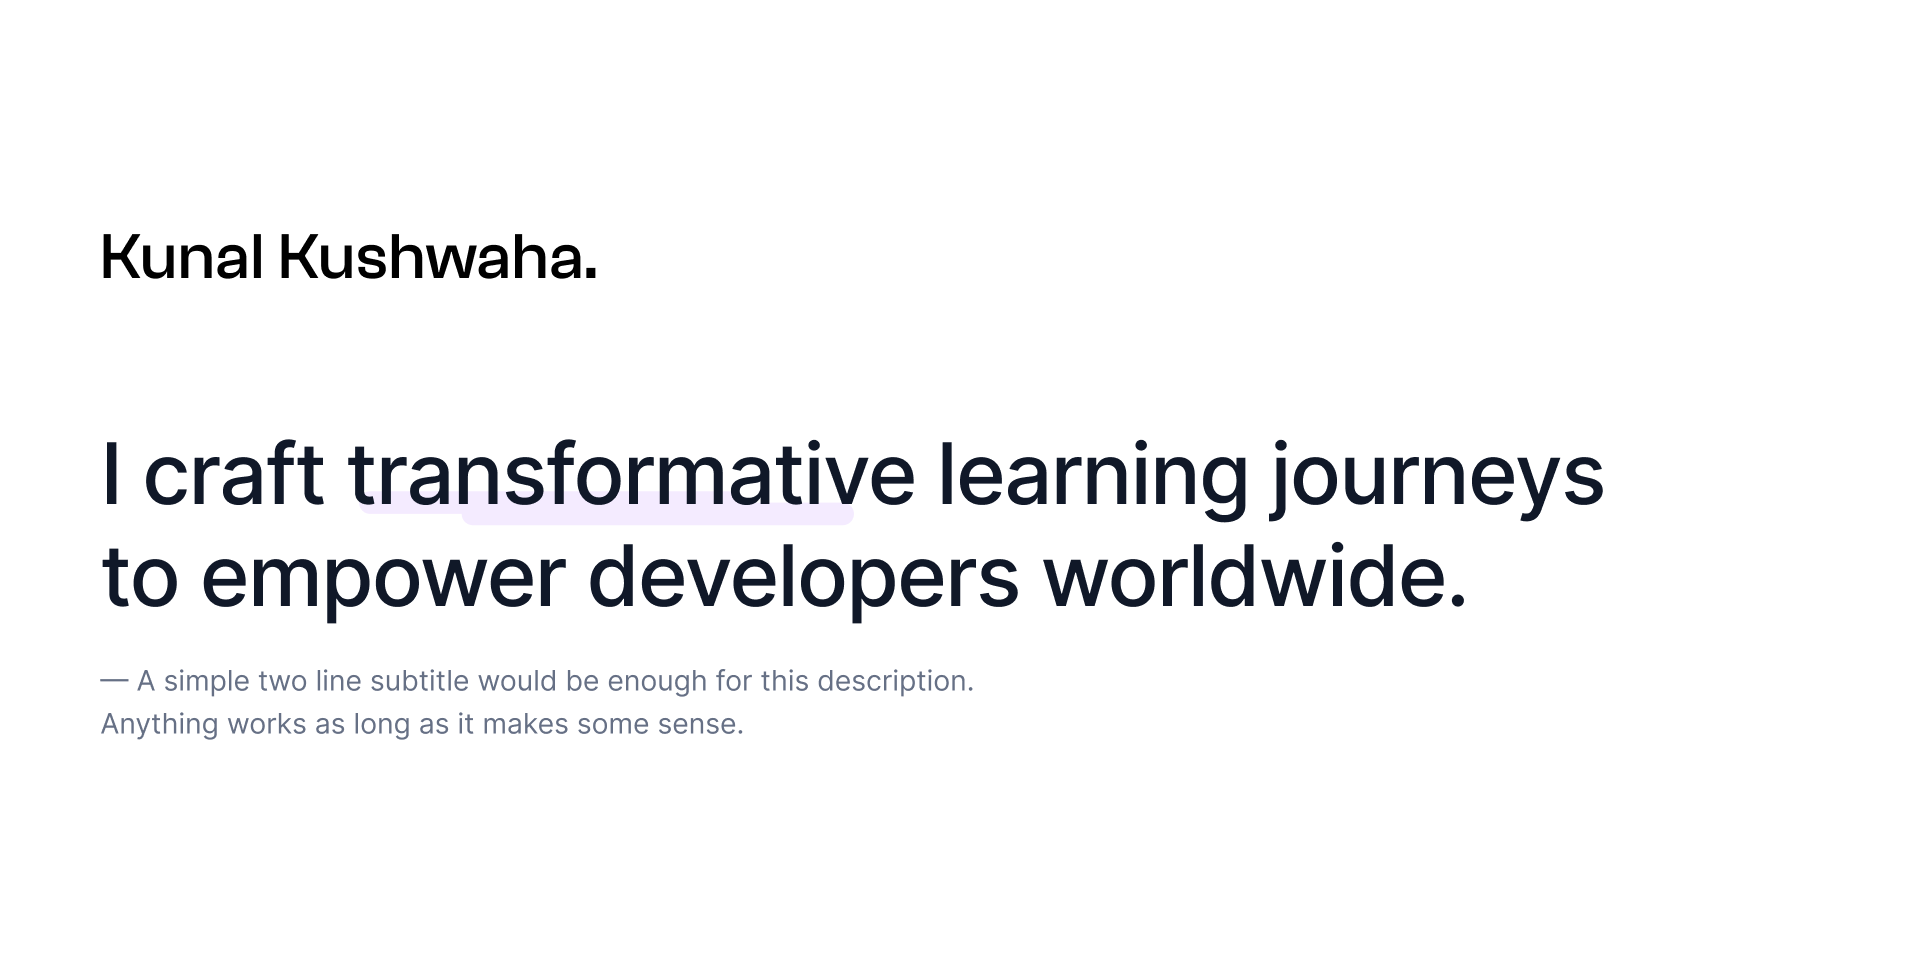 Kunal Kushwaha.
I craft transformative learning journeys
to empower developers worldwide.
— A simple two line subtitle would be enough for this description.
Anything works as long as it makes some sense.